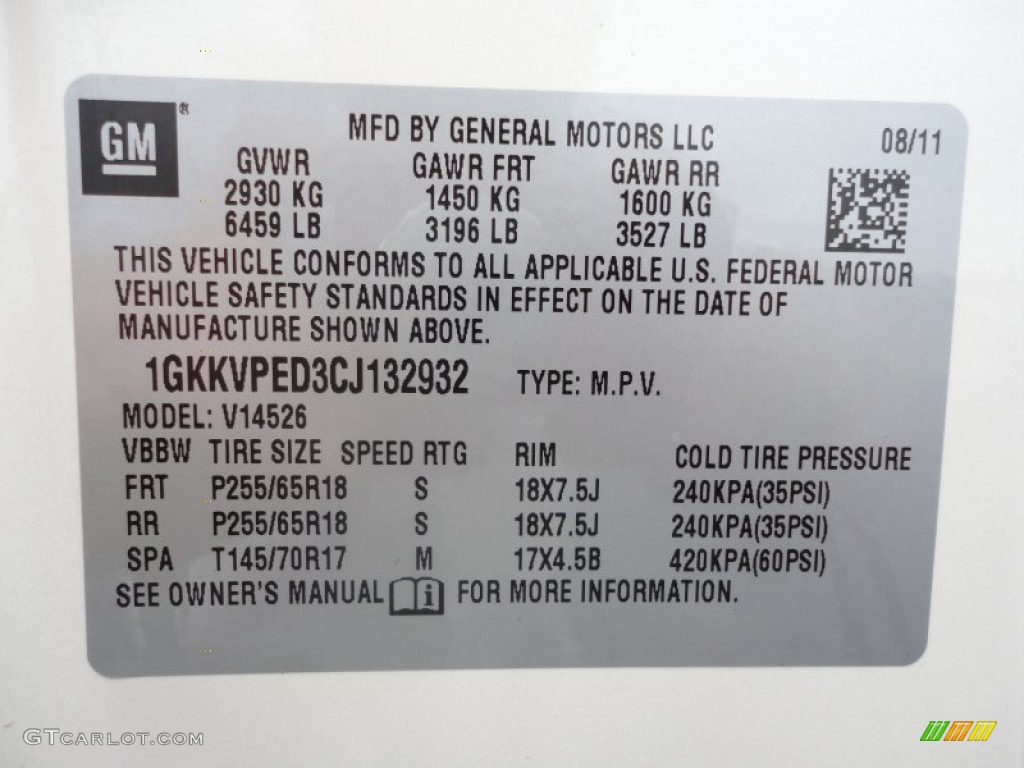 GM ®
MFD BY GENERAL MOTORS LLC 08/11
GVWR GAWR FRT GAWR RR
2930 KG 1450 KG 1600 KG
6459 LB 3196 LB 3527 LB
THIS VEHICLE CONFORMS TO ALL APPLICABLE U.S. FEDERAL MOTOR
VEHICLE SAFETY STANDARDS IN EFFECT ON THE DATE OF
MANUFACTURE SHOWN ABOVE.
1GKKVPED3CJ132932 TYPE: M.P.V.
MODEL: V14526
VBBW TIRE SIZE SPEED RTG RIM COLD TIRE PRESSURE
FRT P255/65R18 S 18X7.5J 240KPA(35PSI)
RR P255/65R18 S 18X7.5J 240KPA(35PSI)
SPA T145/70R17 M 17X4.5B 420KPA(60PSI)
SEE OWNER'S MANUAL i FOR MORE INFORMATION.
GTCARLOT.COM